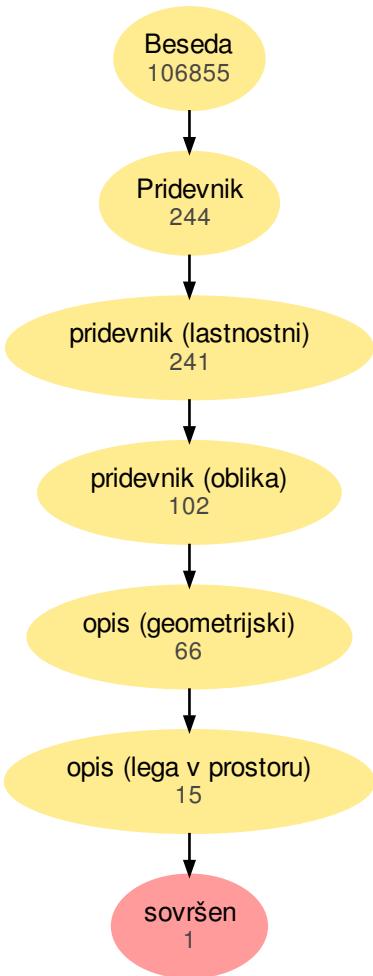 Beseda
106855
Pridevnik
244
pridevnik (lastnostni)
241
pridevnik (oblika)
102
opis (geometrijski)
66
opis (lega v prostoru)
15
sovršen
1